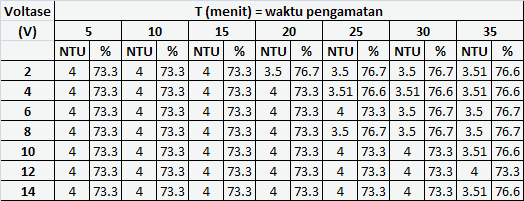 Voltase (V) T (menit) = waktu pengamatan
5 10 15 20 25 30 35
NTU % NTU % NTU % NTU % NTU % NTU % NTU %
2 4 73.3 4 73.3 4 73.3 3.5 76.7 3.5 76.7 3.5 76.7 3.51 76.6
4 4 73.3 4 73.3 4 73.3 4 73.3 3.51 76.6 3.51 76.6 3.51 76.6
6 4 73.3 4 73.3 4 73.3 4 73.3 4 73.3 3.5 76.7 3.5 76.7
8 4 73.3 4 73.3 4 73.3 4 73.3 3.5 76.7 3.5 76.7 3.5 76.7
10 4 73.3 4 73.3 4 73.3 4 73.3 4 73.3 4 73.3 3.51 76.6
12 4 73.3 4 73.3 4 73.3 4 73.3 4 73.3 4 73.3 4 73.3
14 4 73.3 4 73.3 4 73.3 4 73.3 4 73.3 4 73.3 3.51 76.6